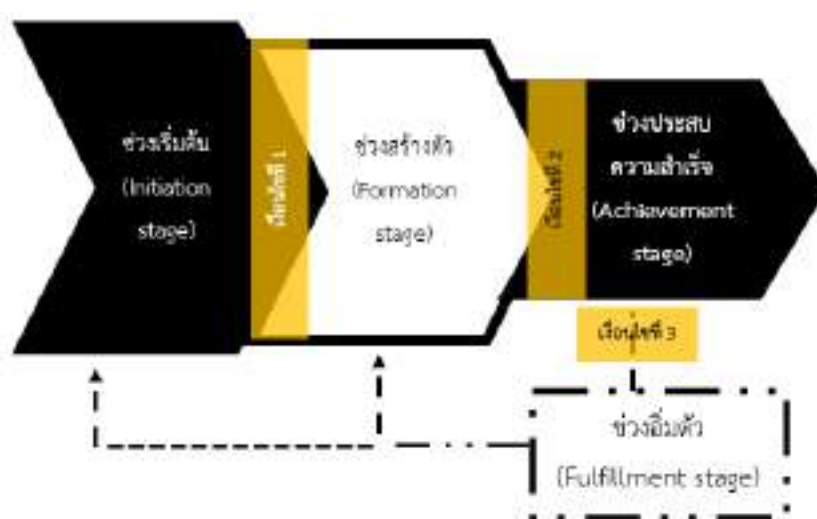 ช่วงเริ่มต้น
(Initiation
stage)
เงื่อนไขที่ 1
ช่วงสร้างตัว
(Formation
stage)
เงื่อนไขที่ 2
ช่วงประสบ
ความสำเร็จ
(Achievement
stage)
เงื่อนไขที่ 3
ช่วงอิ่มตัว
(Fulfillment stage)